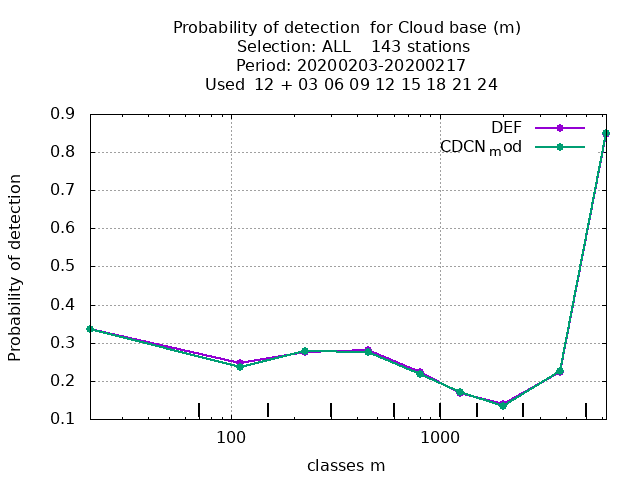 Probability of detection  for Cloud base (m)
Selection: ALL    143 stations
Period: 20200203-20200217
Used  12 + 03 06 09 12 15 18 21 24
DEF
CDCNmod
0.9
0.8
0.7
0.6
0.5
0.4
0.3
0.2
0.1
Probability of detection
100 1000
classes m